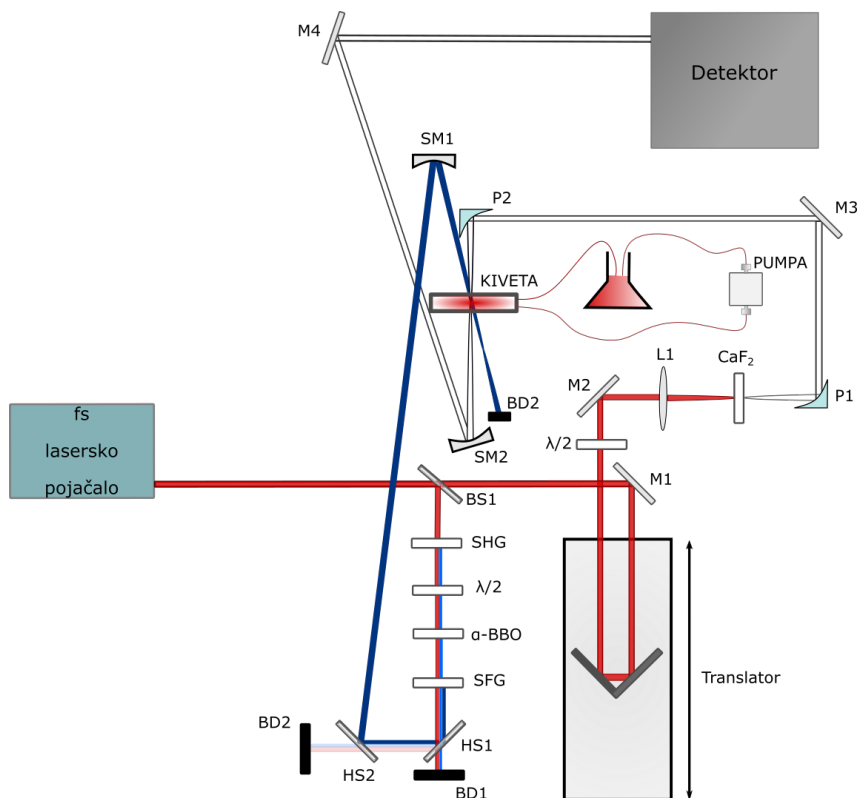 M4
Detektor
SM1
P2
M3
KIVETA
PUMPA
L1
CaF₂
M2
P1
BD2
fs
lasersko
pojačalo
λ/2
SM2
M1
BS1
SHG
λ/2
α-BBO
Translator
SFG
BD2
HS1
HS2
BD1